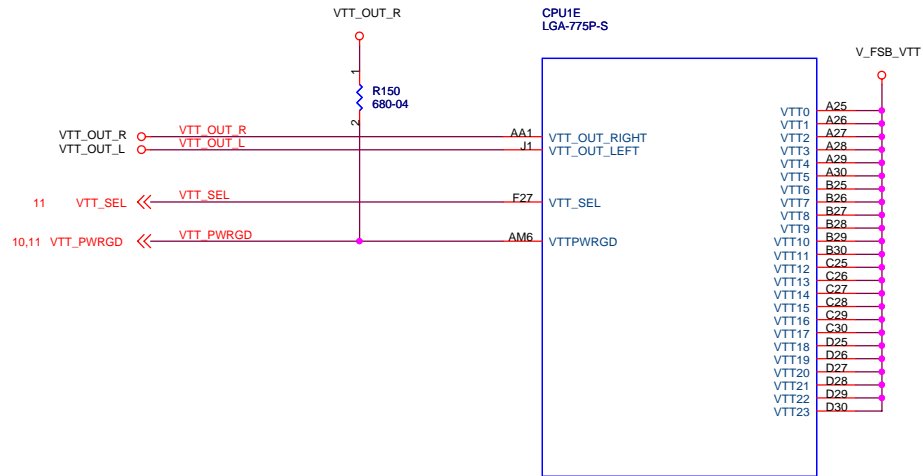 VTT_OUT_R
CPU1E
LGA-775P-S
V_FSB_VTT
1
R150
680-04
2
VTT_OUT_R VTT_OUT_R AA1 VTT_OUT_RIGHT
VTT_OUT_L VTT_OUT_L J1 VTT_OUT_LEFT
11 VTT_SEL VTT_SEL F27 VTT_SEL
10,11 VTT_PWRGD VTT_PWRGD AM6 VTTPWRGD
VTT0 A25
VTT1 A26
VTT2 A27
VTT3 A28
VTT4 A29
VTT5 A30
VTT6 B25
VTT7 B26
VTT8 B27
VTT9 B28
VTT10 B29
VTT11 B30
VTT12 C25
VTT13 C26
VTT14 C27
VTT15 C28
VTT16 C29
VTT17 C30
VTT18 D25
VTT19 D26
VTT20 D27
VTT21 D28
VTT22 D29
VTT23 D30